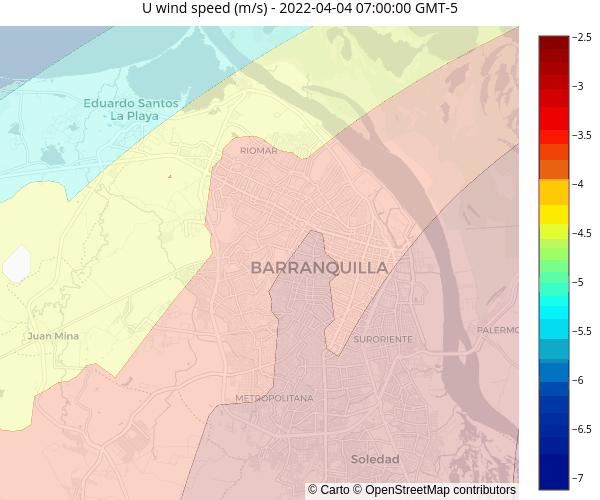 U wind speed (m/s) - 2022-04-04 07:00:00 GMT-5
−2.5
−3
−3.5
−4
−4.5
−5
−5.5
−6
−6.5
−7
Eduardo Santos
- La Playa
RIOMAR
BARRANQUILLA
Juan Mina
SURORIENTE
PALERMO
METROPOLITANA
Soledad
© Carto © OpenStreetMap contributors